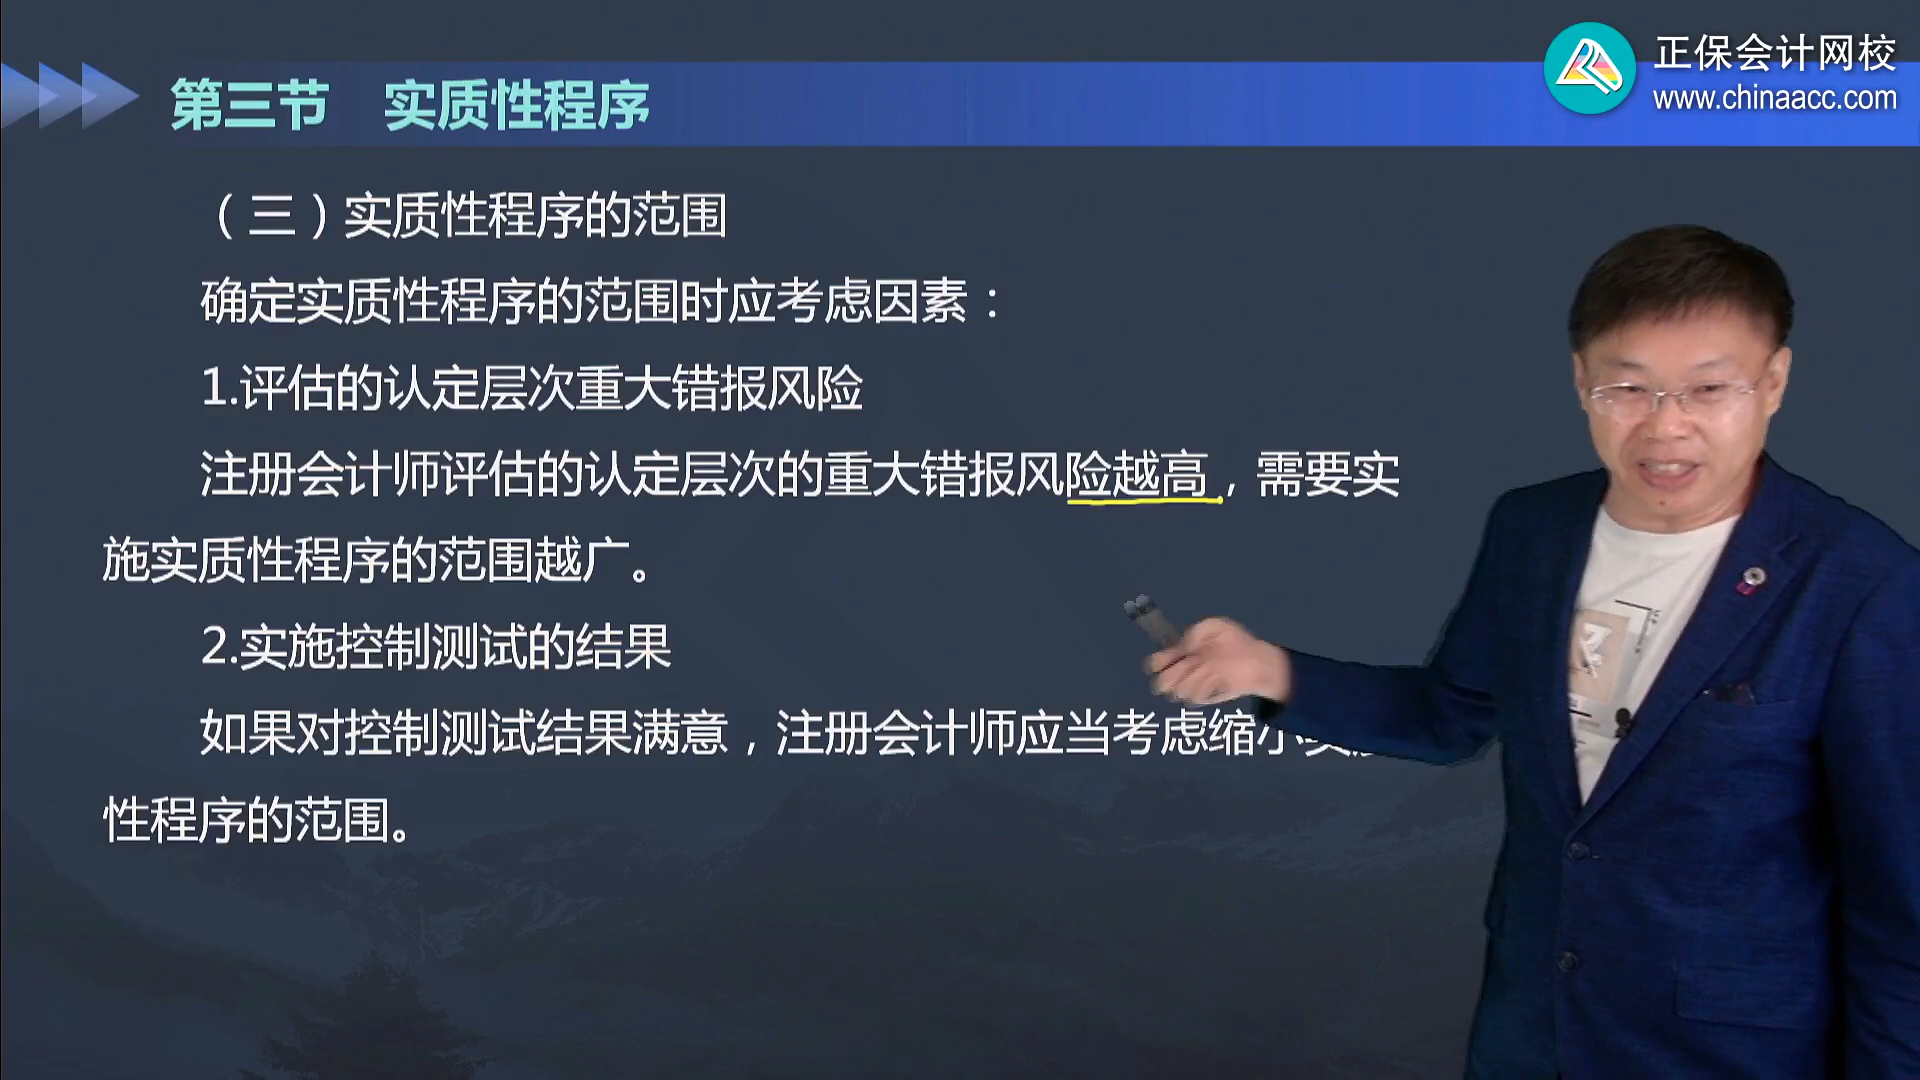 正保会计网校
www.chinaacc.com
第三节 实质性程序
（三）实质性程序的范围
确定实质性程序的范围时应考虑因素：
1.评估的认定层次重大错报风险
注册会计师评估的认定层次的重大错报风险越高，需要实
施实质性程序的范围越广。
2.实施控制测试的结果
如果对控制测试结果满意，注册会计师应当考虑缩小
性程序的范围。